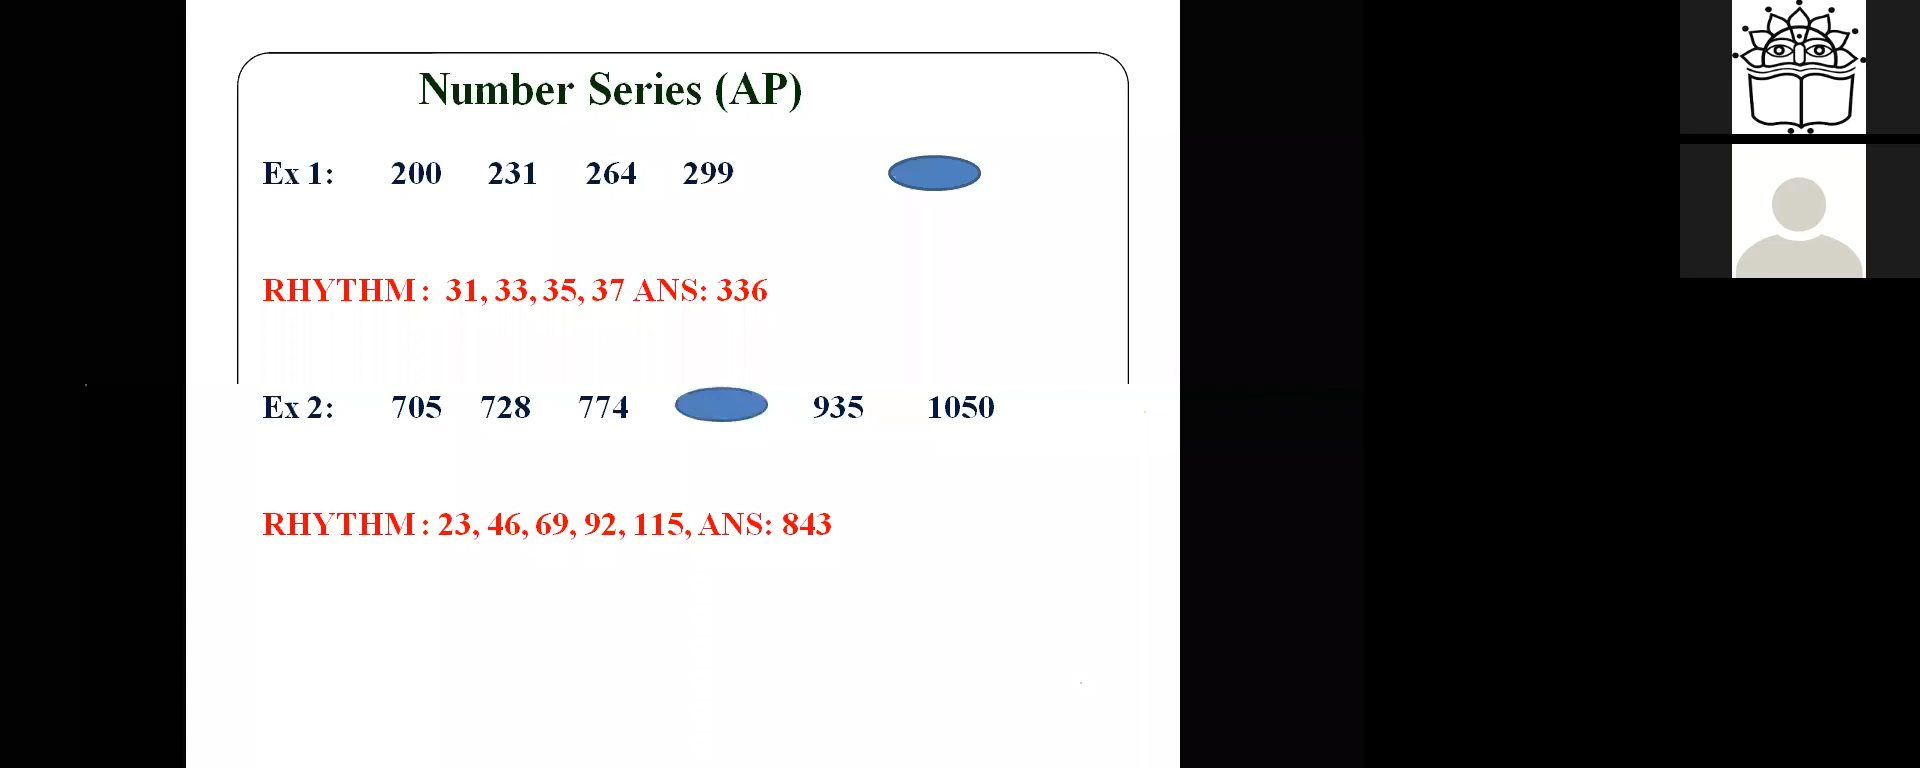 Number Series (AP)
Ex 1: 200 231 264 299
RHYTHM : 31, 33, 35, 37 ANS: 336
Ex 2: 705 728 774 935 1050
RHYTHM : 23, 46, 69, 92, 115, ANS: 843